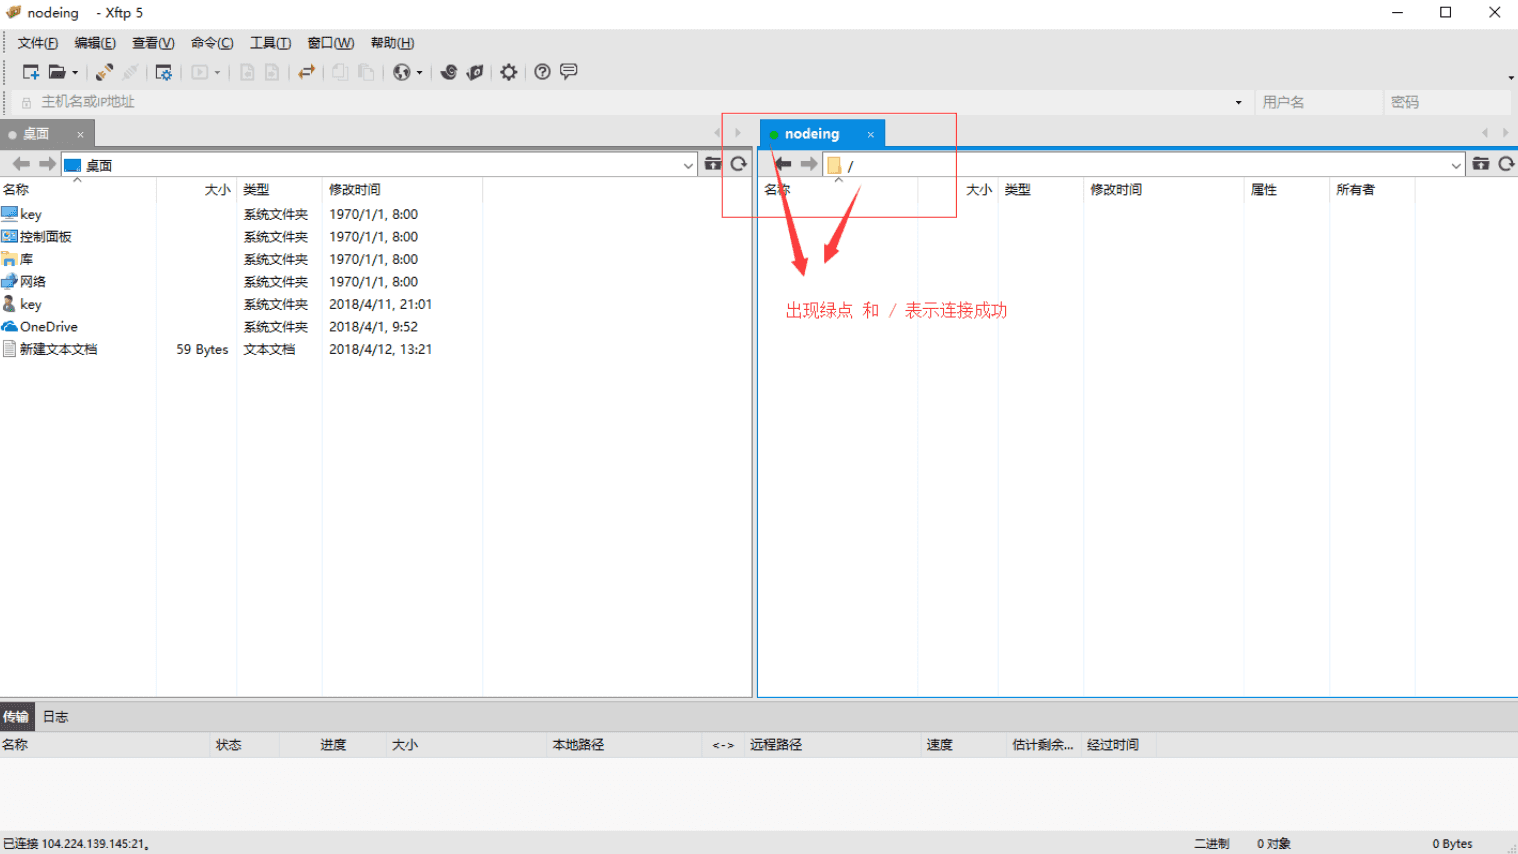 nodeing - Xftp 5
文件(F) 编辑(E) 查看(V) 命令(C) 工具(T) 窗口(W) 帮助(H)
主机名或IP地址 用户名 密码
桌面 × nodeing ×
桌面 /
名称 大小 类型 修改时间 名称 大小 类型 修改时间 属性 所有者
key 系统文件夹 1970/1/1, 8:00
控制面板 系统文件夹 1970/1/1, 8:00
库 系统文件夹 1970/1/1, 8:00
网络 系统文件夹 1970/1/1, 8:00
key 系统文件夹 2018/4/11, 21:01
出现绿点 和 / 表示连接成功
OneDrive 系统文件夹 2018/4/1, 9:52
新建文本文档 59 Bytes 文本文档 2018/4/12, 13:21
传输 日志
名称 状态 进度 大小 本地路径 <-> 远程路径 速度 估计剩余... 经过时间
已连接 104.224.139.145:21。 二进制 0 对象 0 Bytes